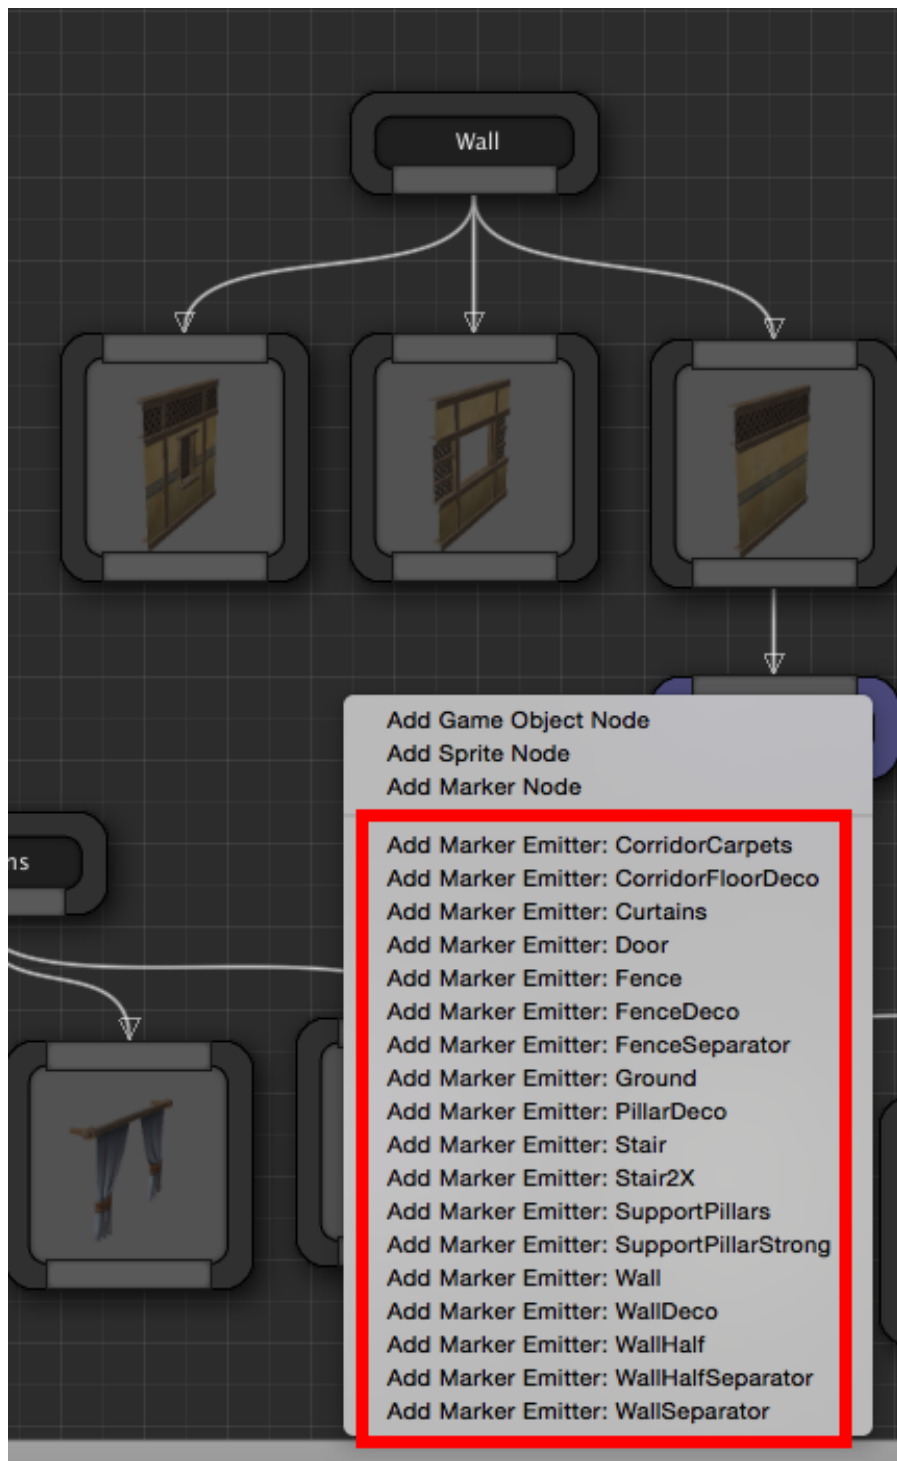 Wall
Add Game Object Node
Add Sprite Node
Add Marker Node
Add Marker Emitter: CorridorCarpets
Add Marker Emitter: CorridorFloorDeco
ns
Add Marker Emitter: Curtains
Add Marker Emitter: Door
Add Marker Emitter: Fence
Add Marker Emitter: FenceDeco
Add Marker Emitter: FenceSeparator
Add Marker Emitter: Ground
Add Marker Emitter: PillarDeco
Add Marker Emitter: Stair
Add Marker Emitter: Stair2X
Add Marker Emitter: SupportPillars
Add Marker Emitter: SupportPillarStrong
Add Marker Emitter: Wall
Add Marker Emitter: WallDeco
Add Marker Emitter: WallHalf
Add Marker Emitter: WallHalfSeparator
Add Marker Emitter: WallSeparator